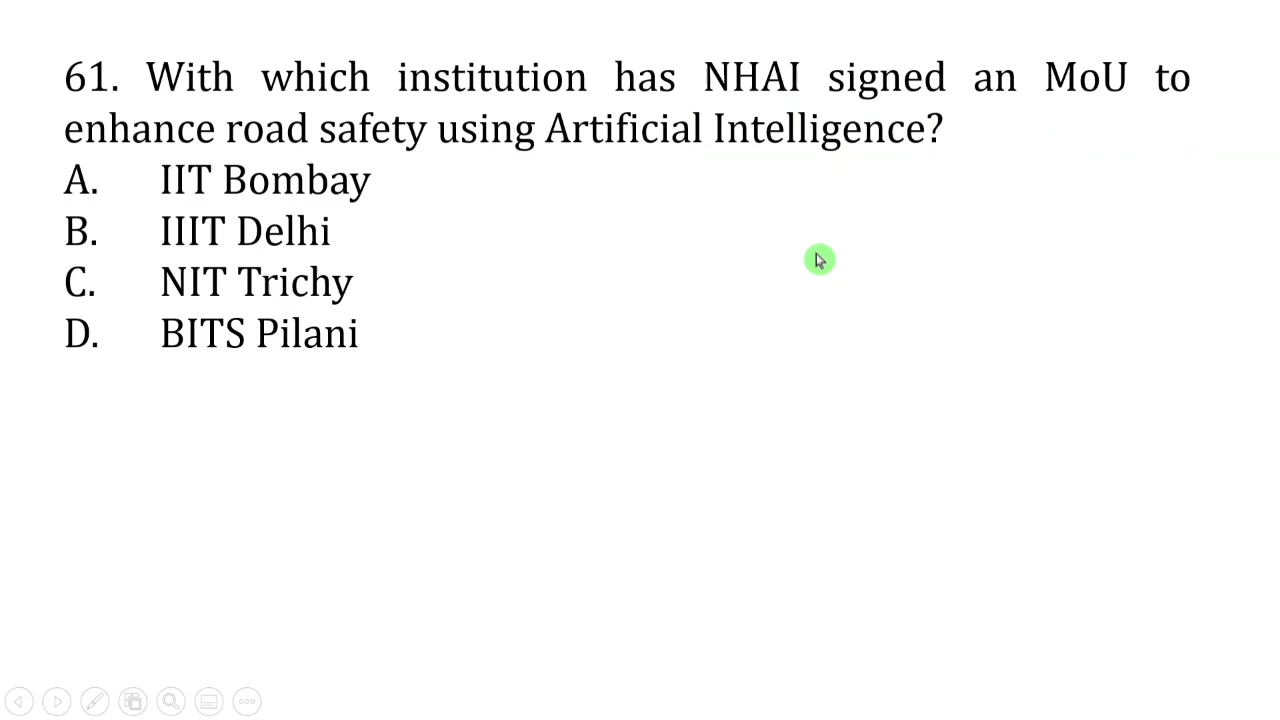 61. With which institution has NHAI signed an MoU to
enhance road safety using Artificial Intelligence?
A. IIT Bombay
B. IIIT Delhi
C. NIT Trichy
D. BITS Pilani